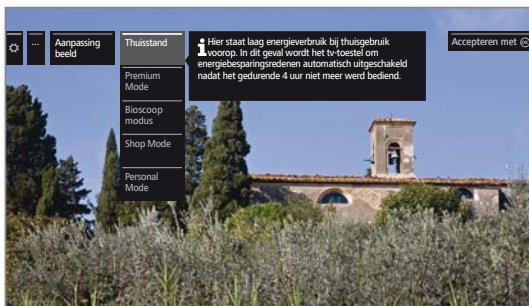 ...
Aanpassing
beeld
Thuisstand
Premium
Mode
Bioscoop
modus
Shop Mode
Personal
Mode
i Hier staat laag energieverbruik bij thuisgebruik
voorop. In dit geval wordt het tv-toestel om
energiebesparingsredenen automatisch uitgeschakeld
nadat het gedurende 4 uur niet meer werd bediend.
Accepteren met OK